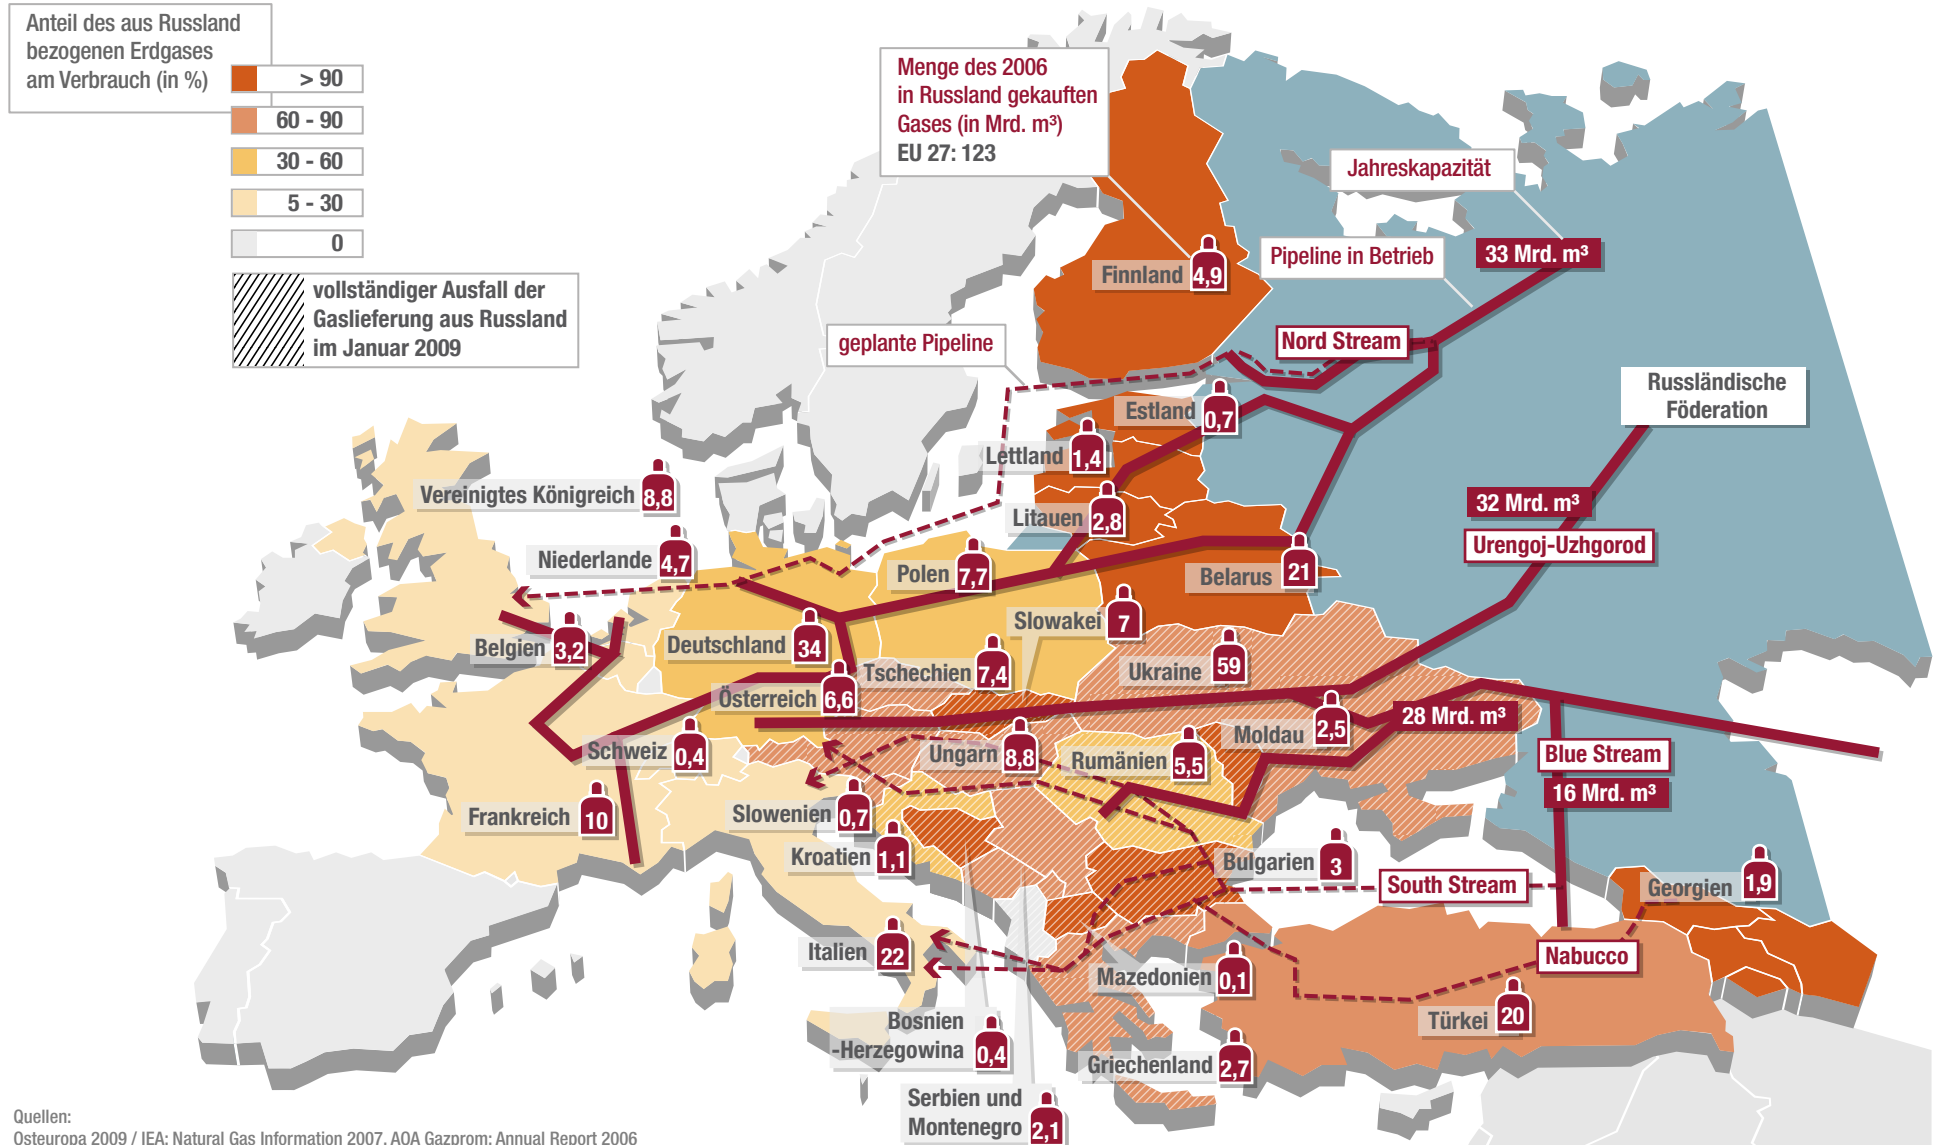 Anteil des aus Russland
bezogenen Erdgases
am Verbrauch (in %)
> 90
60 - 90
30 - 60
5 - 30
0
vollständiger Ausfall der
Gaslieferung aus Russland
im Januar 2009
Menge des 2006
in Russland gekauften
Gases (in Mrd. m³)
EU 27: 123
Jahreskapazität
Pipeline in Betrieb
33 Mrd. m³
Finnland 4,9
geplante Pipeline
Nord Stream
Russländische
Föderation
Estland 0,7
Lettland 1,4
Vereinigtes Königreich 8,8
Litauen 2,8
32 Mrd. m³
Urengoj-Uzhgorod
Niederlande 4,7
Polen 7,7
Belarus 21
Slowakei 7
Belgien 3,2
Deutschland 34
Tschechien 7,4
Ukraine 59
Österreich 6,6
28 Mrd. m³
Moldau 2,5
Schweiz 0,4
Ungarn 8,8
Rumänien 5,5
Blue Stream
16 Mrd. m³
Frankreich 10
Slowenien 0,7
Kroatien 1,1
Bulgarien 3
South Stream
Georgien 1,9
Italien 22
Nabucco
Mazedonien 0,1
Türkei 20
Bosnien
-Herzegowina 0,4
Griechenland 2,7
Serbien und
Montenegro 2,1
Quellen:
Osteuropa 2009 / IEA: Natural Gas Information 2007, AOA Gazprom: Annual Report 2006